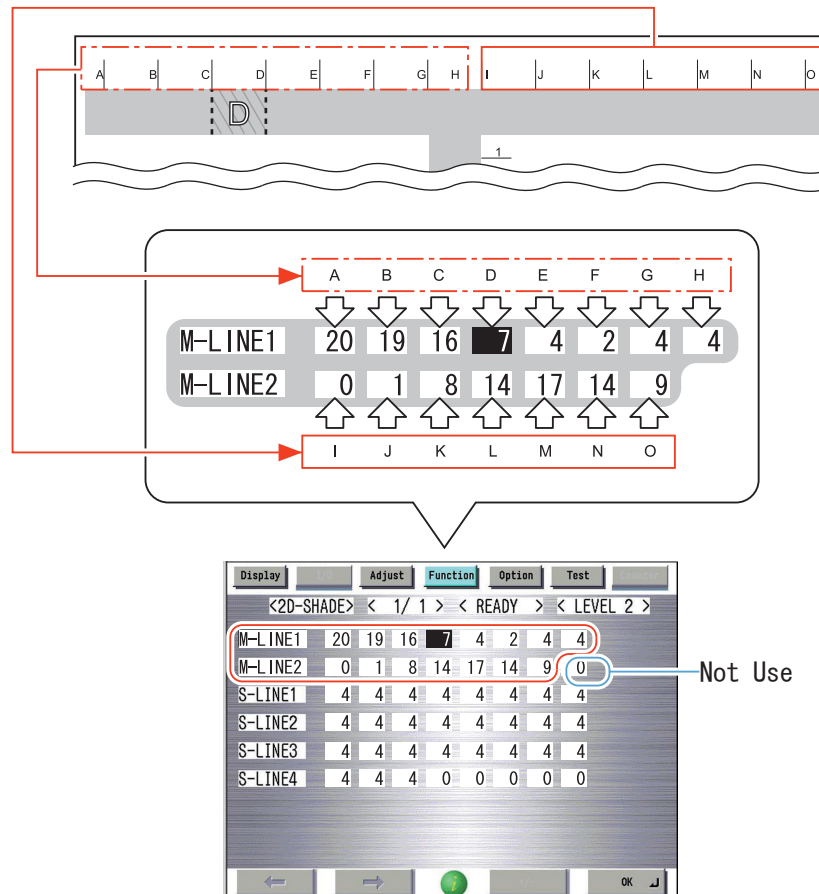 A B C D E F G H I J K L M N O
D
1
A B C D E F G H
M-LINE1 20 19 16 7 4 2 4 4
M-LINE2 0 1 8 14 17 14 9
I J K L M N O
Display I/O Adjust Function Option Test Counter
<2D-SHADE> < 1/ 1 > < READY > < LEVEL 2 >
M-LINE1 20 19 16 7 4 2 4 4
M-LINE2 0 1 8 14 17 14 9 0
Not Use
S-LINE1 4 4 4 4 4 4 4 4
S-LINE2 4 4 4 4 4 4 4 4
S-LINE3 4 4 4 4 4 4 4 4
S-LINE4 4 4 4 0 0 0 0 0
i
OK